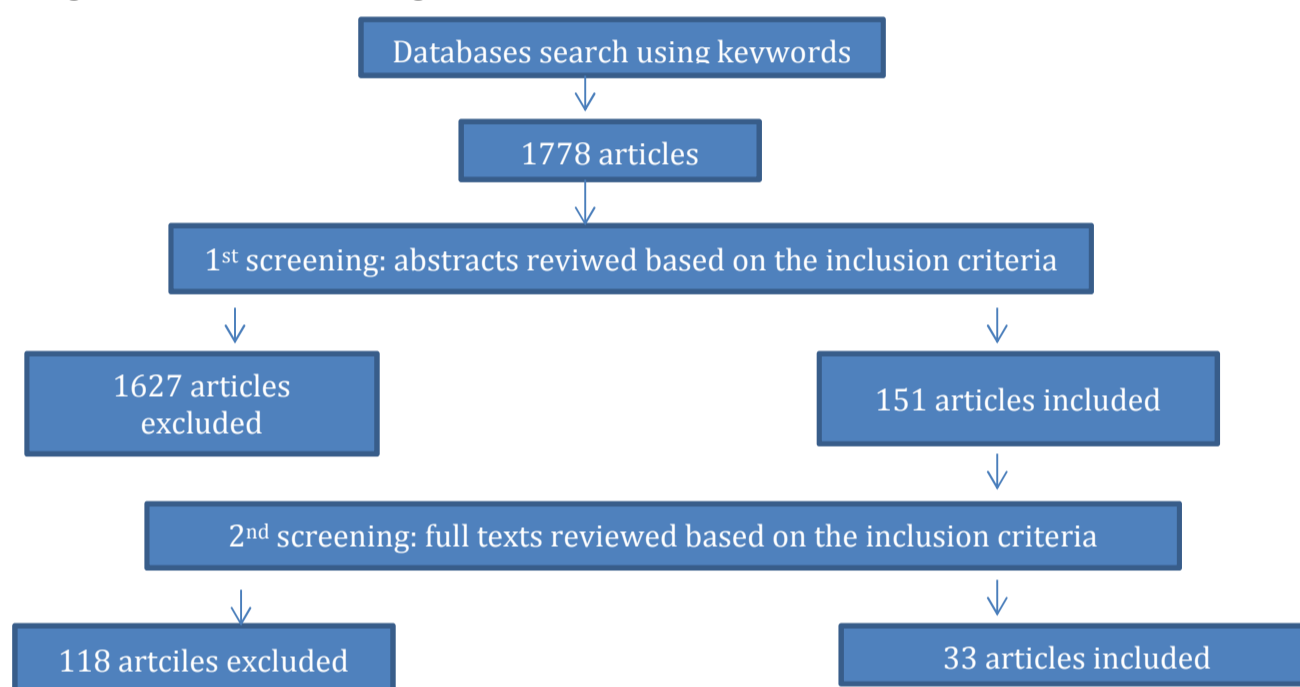 Databases search using keywords
1778 articles
1st screening: abstracts reviwed based on the inclusion criteria
1627 articles
excluded
151 articles included
2nd screening: full texts reviewed based on the inclusion criteria
118 artciles excluded
33 articles included